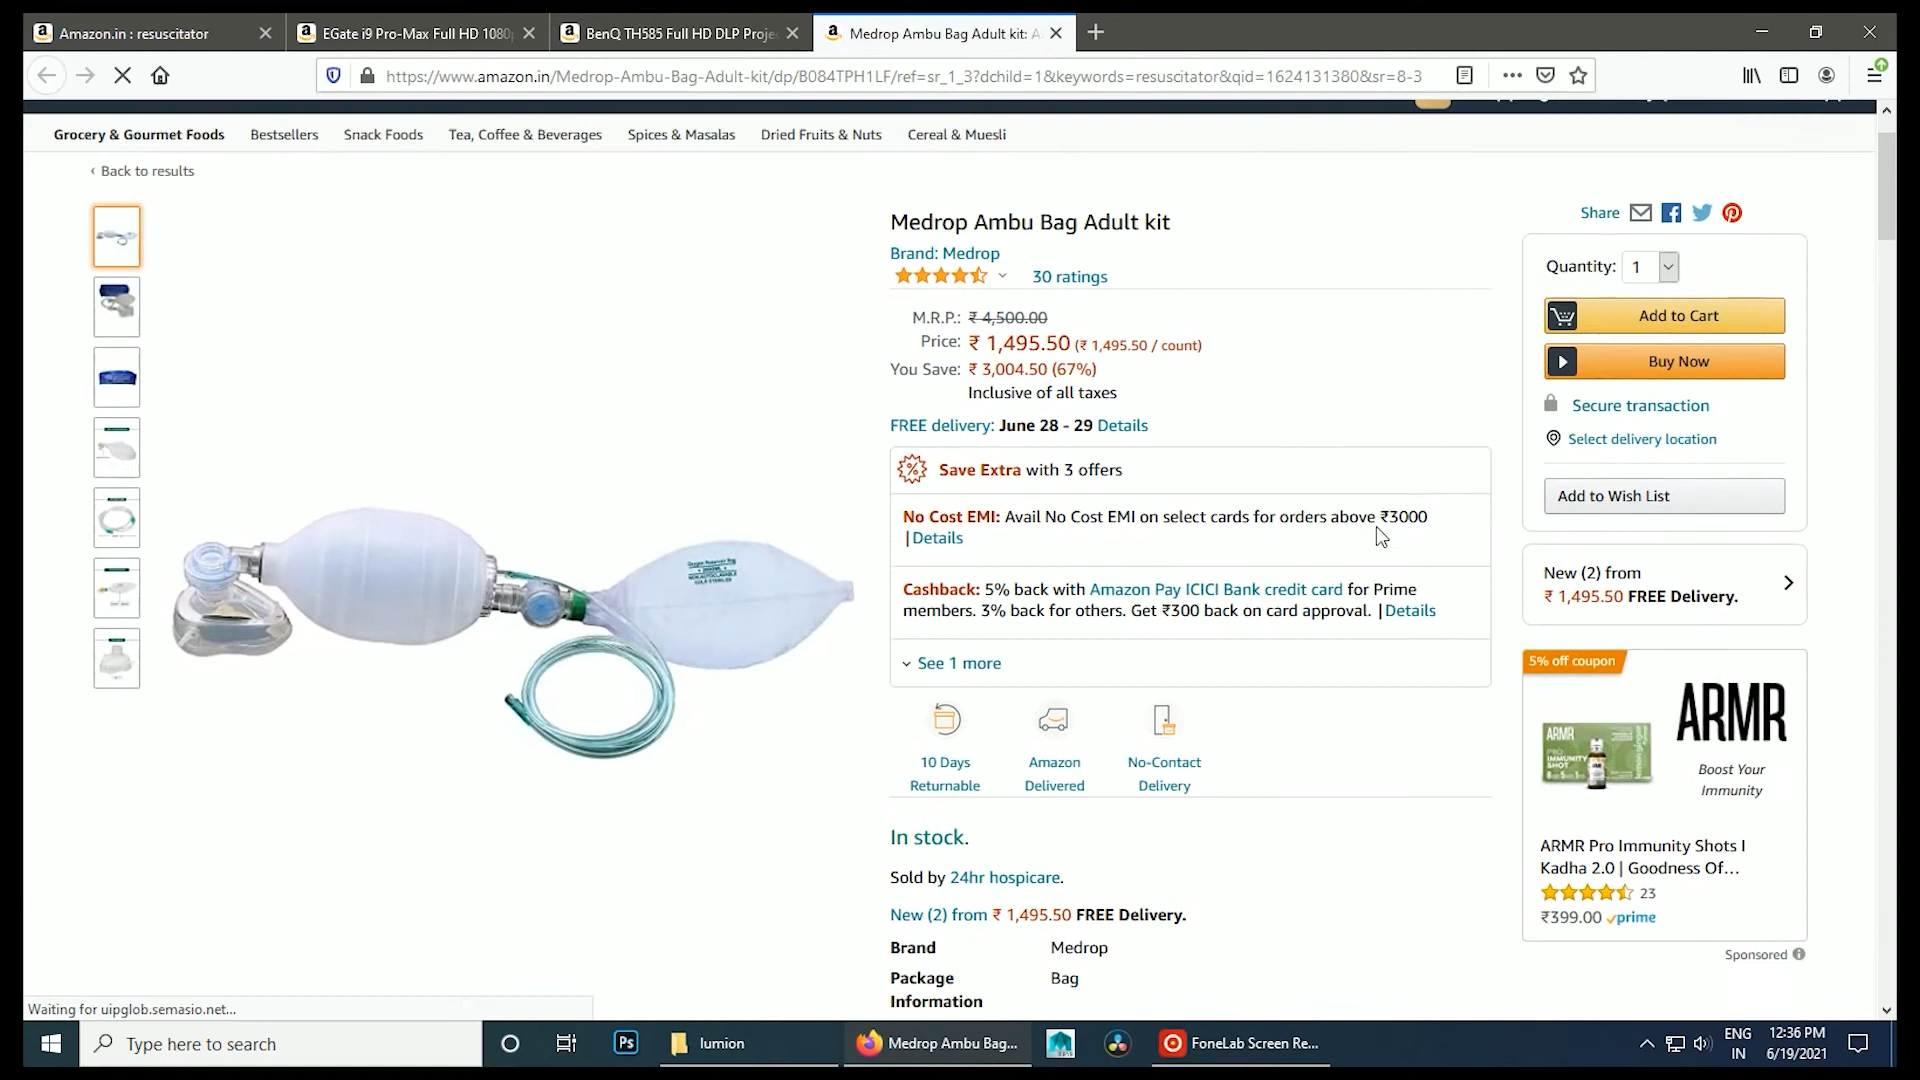 Amazon.in : resuscitator
EGate i9 Pro-Max Full HD 1080p
BenQ TH585 Full HD DLP Proje
Medrop Ambu Bag Adult kit: A
https://www.amazon.in/Medrop-Ambu-Bag-Adult-kit/dp/B084TPH1LF/ref=sr_1_3?dchild=1&keywords=resuscitator&qid=1624131380&sr=8-3
Grocery & Gourmet Foods Bestsellers Snack Foods Tea, Coffee & Beverages Spices & Masalas Dried Fruits & Nuts Cereal & Muesli
‹ Back to results
Medrop Ambu Bag Adult kit
Brand: Medrop
30 ratings
M.R.P.: ₹ 4,500.00
Price: ₹ 1,495.50 (₹ 1,495.50 / count)
You Save: ₹ 3,004.50 (67%)
Inclusive of all taxes
FREE delivery: June 28 - 29 Details
Save Extra with 3 offers
No Cost EMI: Avail No Cost EMI on select cards for orders above ₹3000
|Details
Cashback: 5% back with Amazon Pay ICICI Bank credit card for Prime
members. 3% back for others. Get ₹300 back on card approval. |Details
See 1 more
10 Days
Returnable
Amazon
Delivered
No-Contact
Delivery
In stock.
Sold by 24hr hospicare.
New (2) from ₹ 1,495.50 FREE Delivery.
Brand Medrop
Package Bag
Information
Share
Quantity: 1
Add to Cart
Buy Now
Secure transaction
Select delivery location
Add to Wish List
New (2) from
₹ 1,495.50 FREE Delivery.
5% off coupon
ARMR
ARMR
Boost Your
Immunity
ARMR Pro Immunity Shots I
Kadha 2.0 | Goodness Of...
23
₹399.00 prime
Sponsored
Waiting for uipglob.semasio.net...
Type here to search
Ps
lumion
Medrop Ambu Bag...
FoneLab Screen Re...
ENG
IN
12:36 PM
6/19/2021